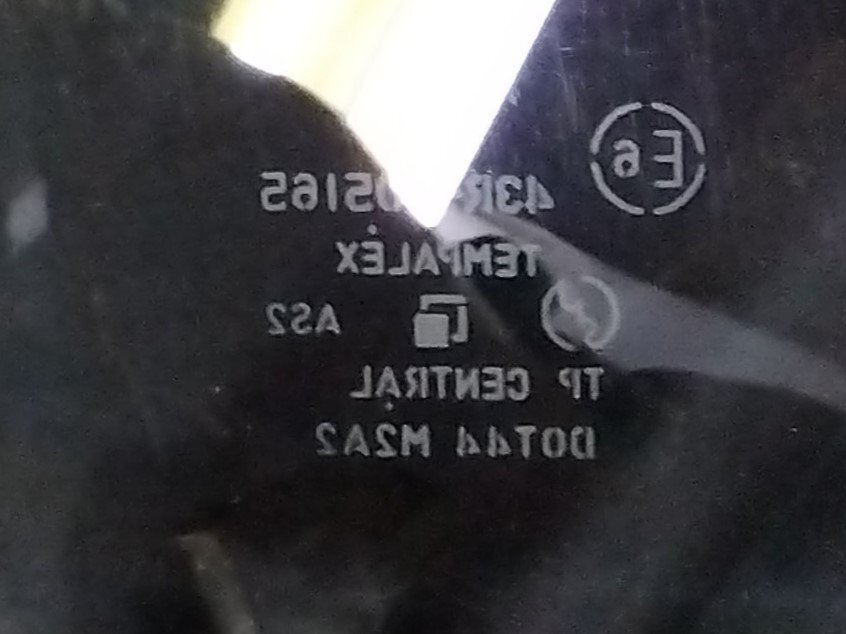 E6
TEMPALEX
AS2
TP CENTRAL
DOT44 M2A2